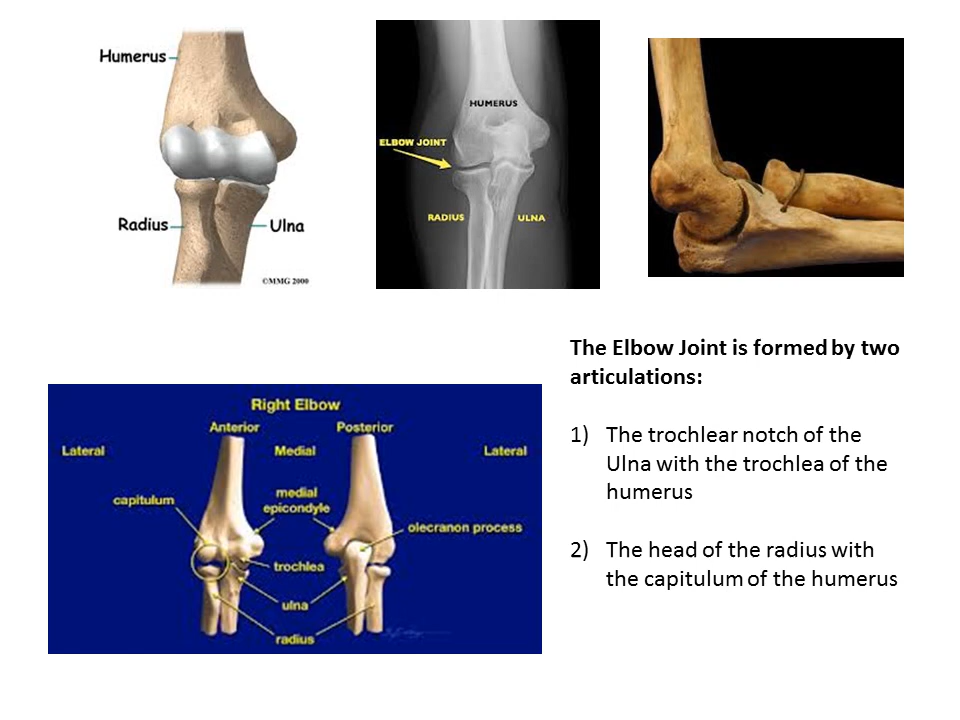 Humerus
Radius
Ulna
©MMG 2000
HUMERUS
ELBOW JOINT
RADIUS
ULNA
The Elbow Joint is formed by two
articulations:
1) The trochlear notch of the
Ulna with the trochlea of the
humerus
2) The head of the radius with
the capitulum of the humerus
Right Elbow
Anterior
Posterior
Lateral
Medial
Lateral
capitulum
medial
epicondyle
olecranon process
trochlea
ulna
radius